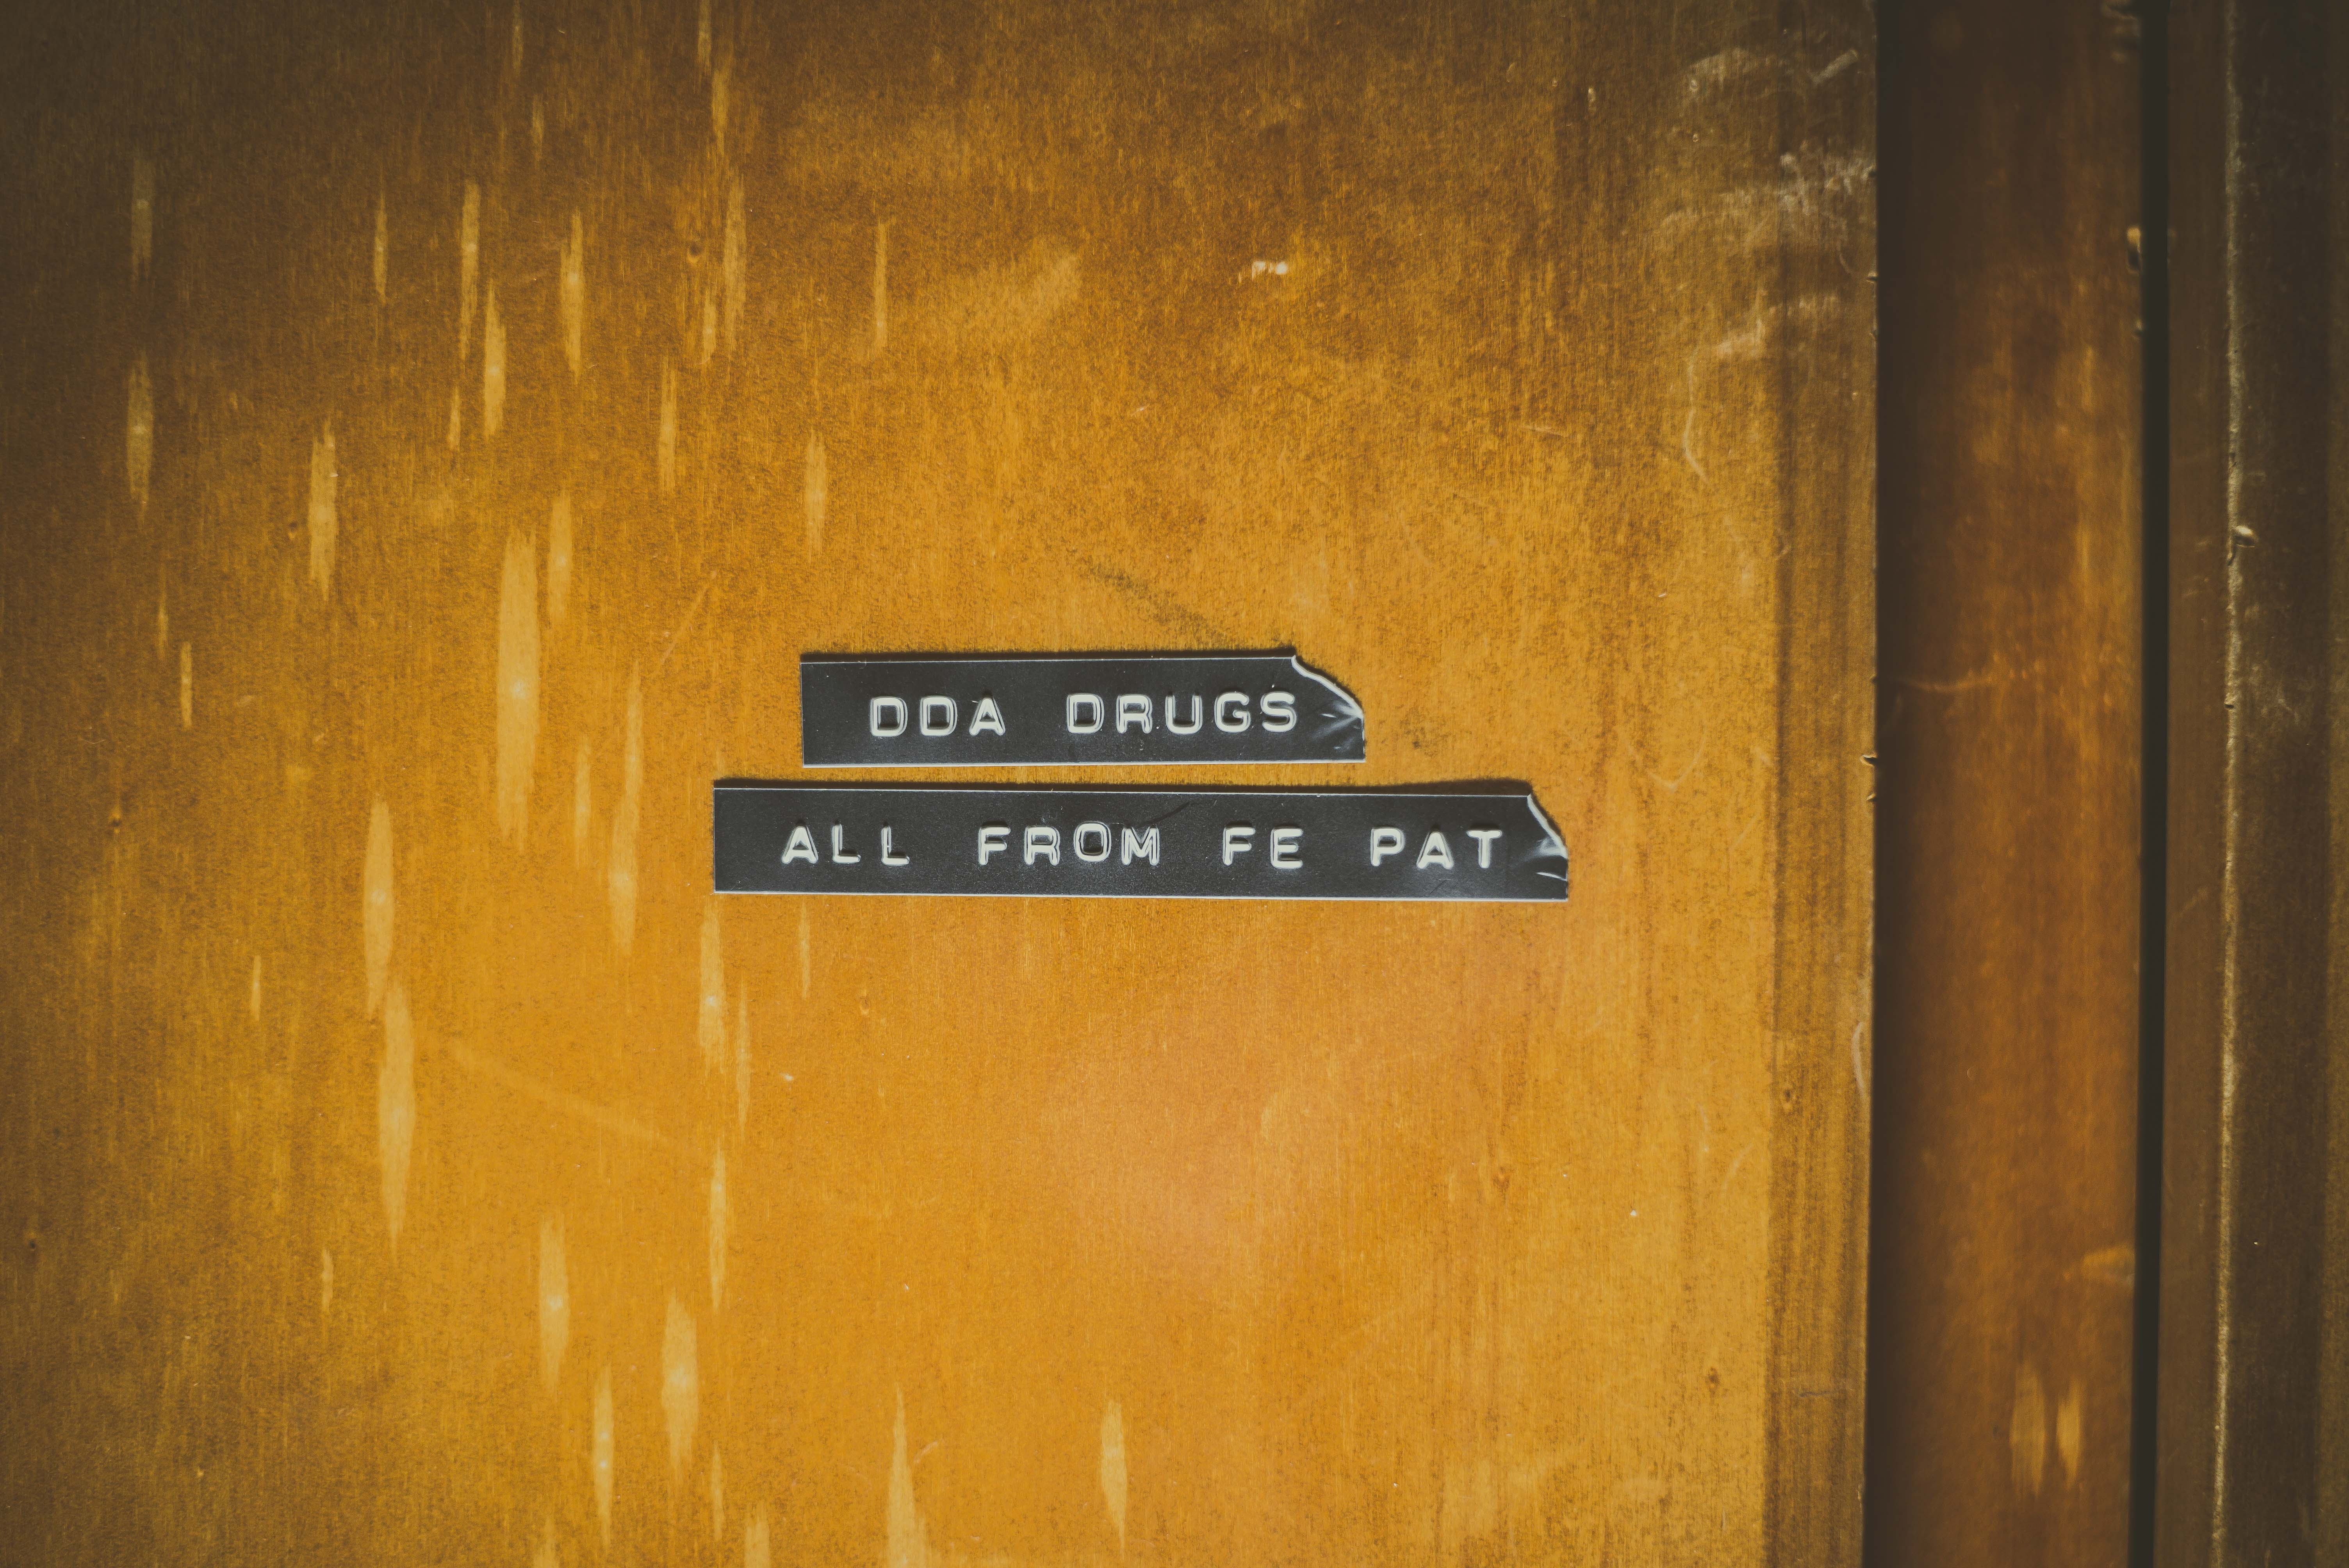 DDA DRUGS
ALL FROM FE PAT